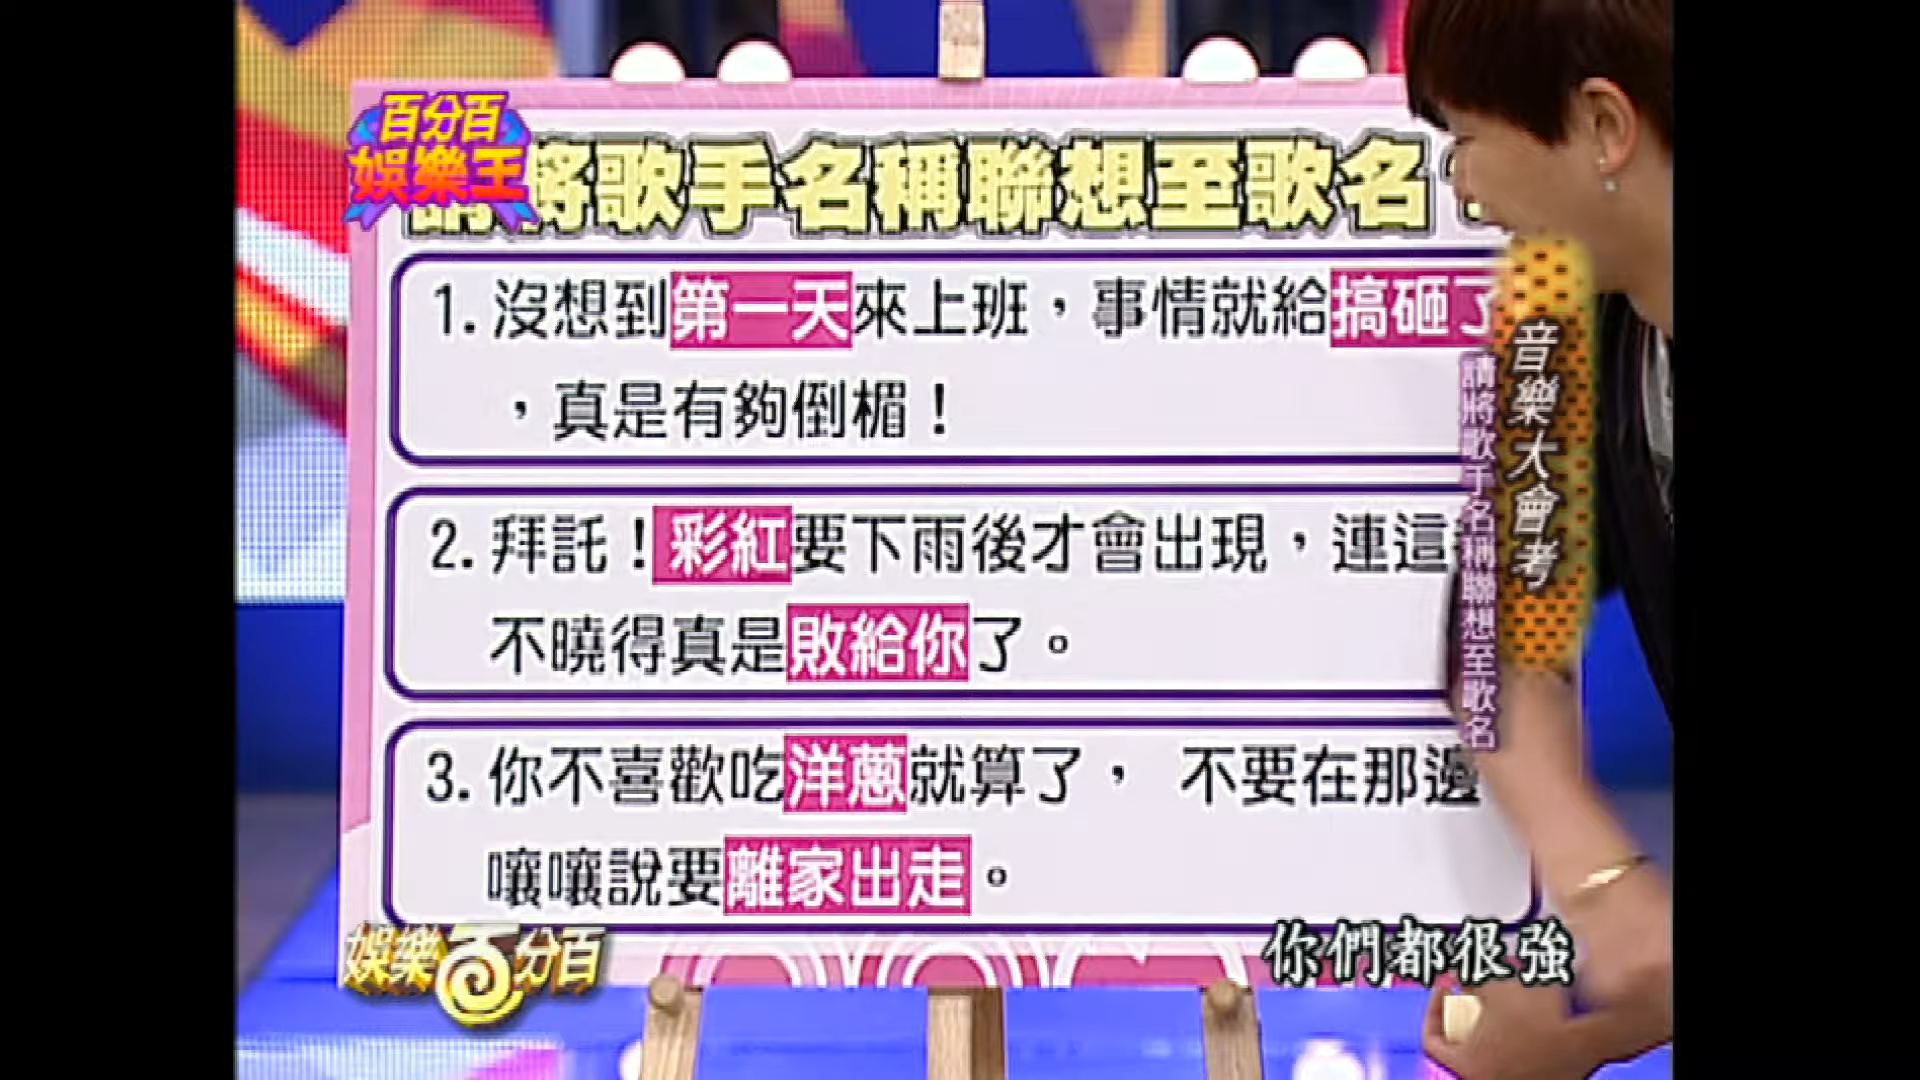 百分百
娛樂王
請將歌手名稱聯想至歌名？
1. 沒想到第一天來上班，事情就給搞砸了
，真是有夠倒楣！
2. 拜託！彩紅要下雨後才會出現，連這
不曉得真是敗給你了。
3. 你不喜歡吃洋蔥就算了， 不要在那邊
嚷嚷說要離家出走。
音樂大會考
請將歌手名稱聯想至歌名
娛樂百分百
你們都很強